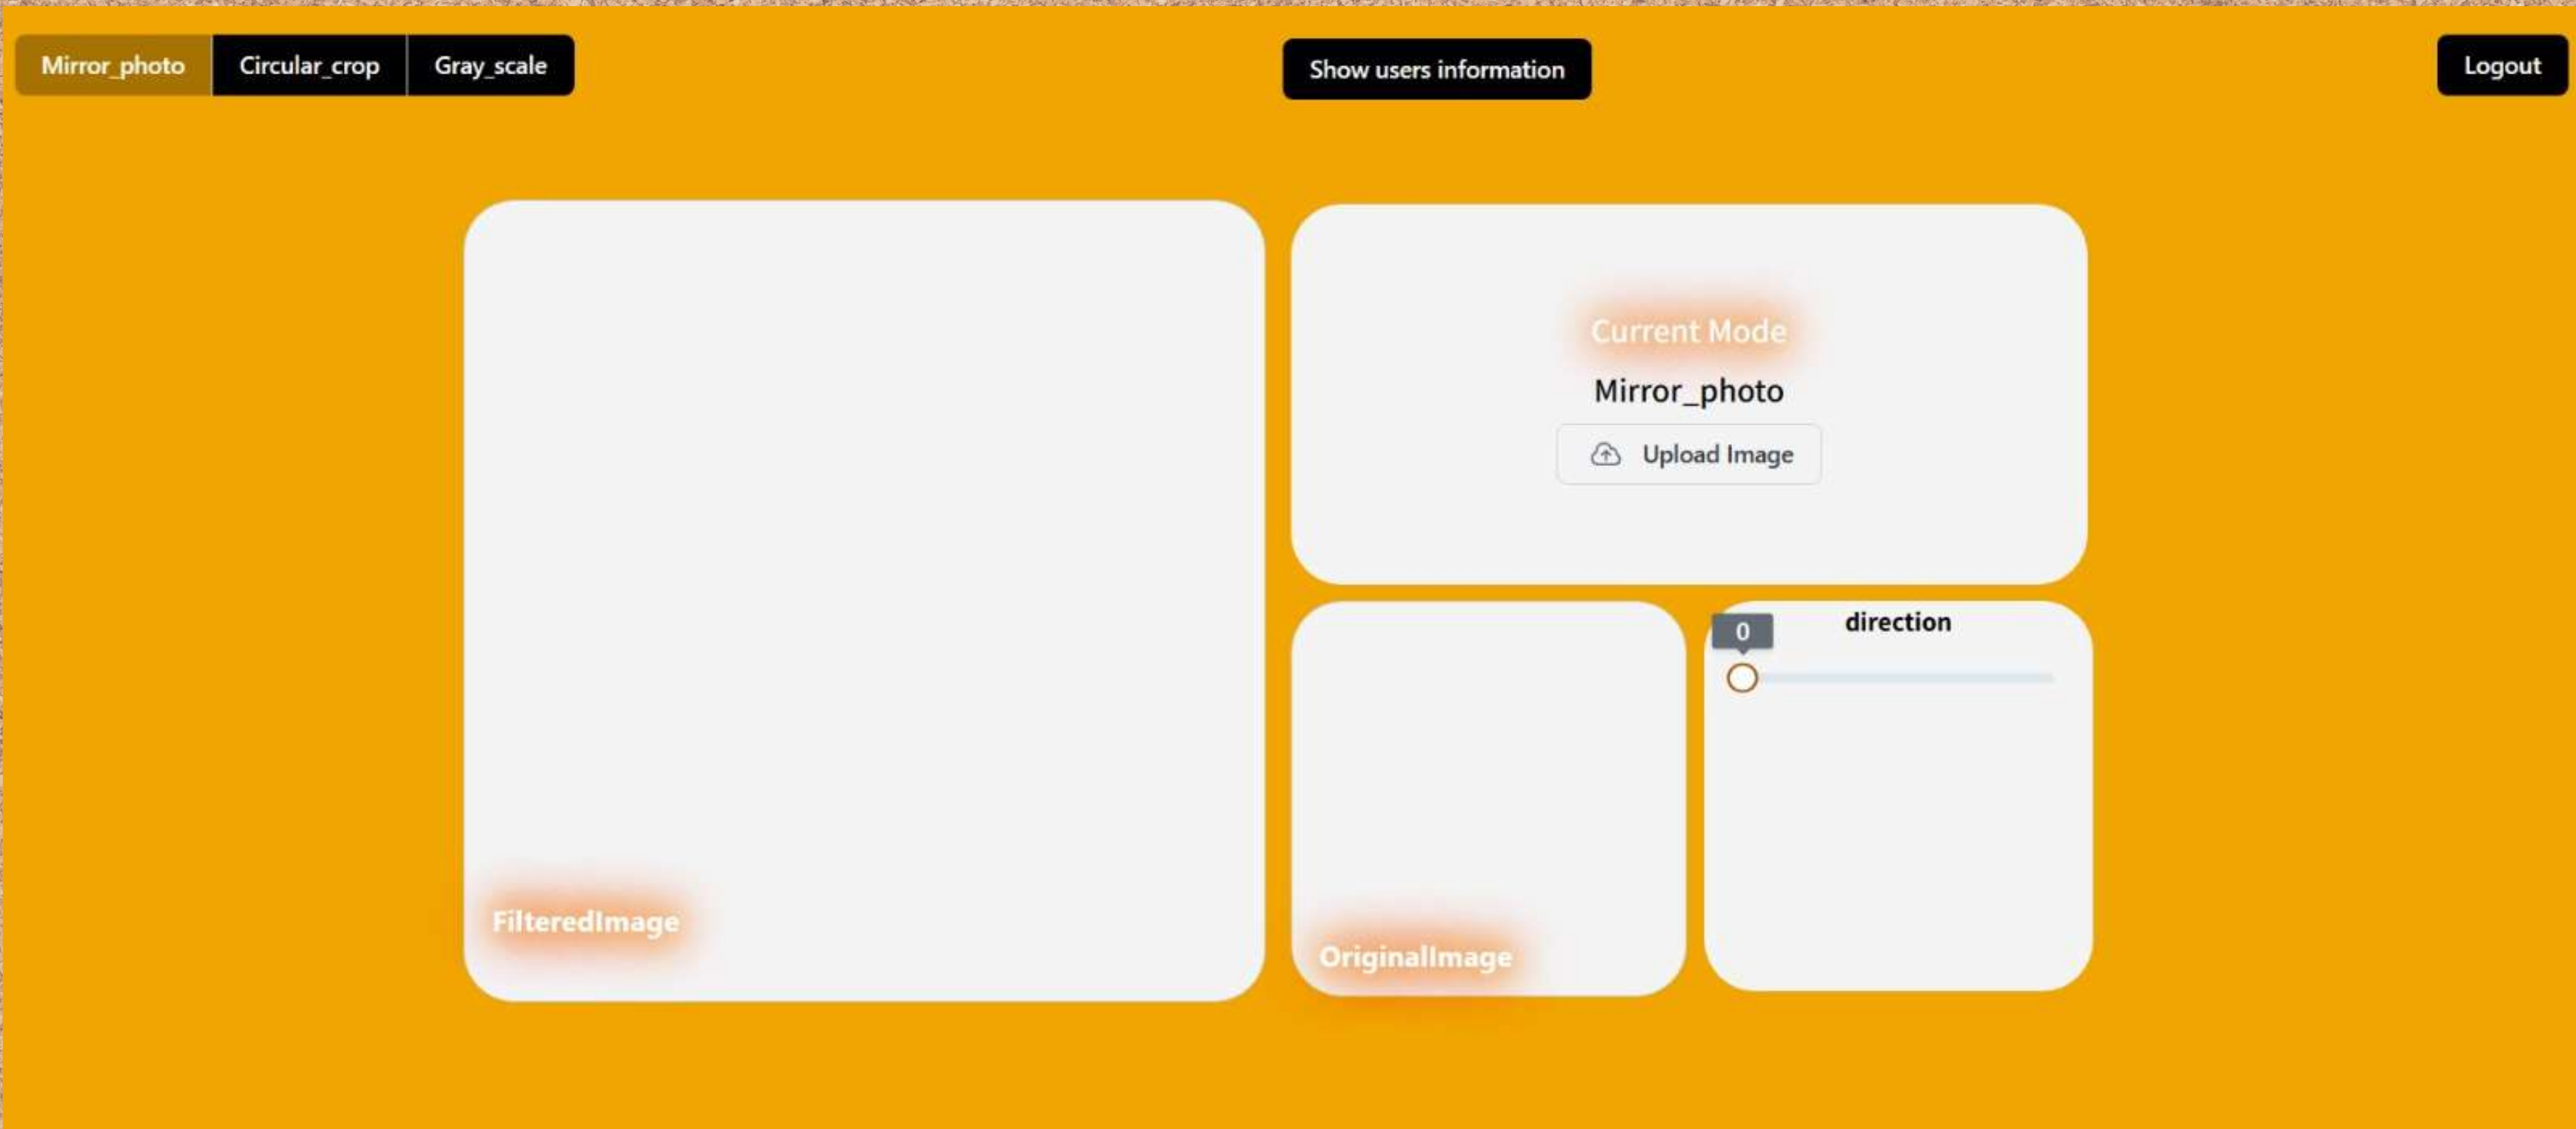 Mirror_photo
Circular_crop
Gray_scale
Show users information
Logout
Current Mode
Mirror_photo
Upload Image
0
direction
FilteredImage
OriginalImage